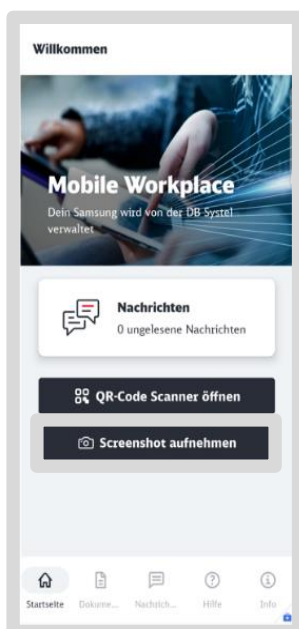 Willkommen
Mobile Workplace
Dein Samsung wird von der DB Systel
verwaltet
Nachrichten
0 ungelesene Nachrichten
QR-Code Scanner öffnen
Screenshot aufnehmen
Startseite Dokume... Nachrich... Hilfe Info